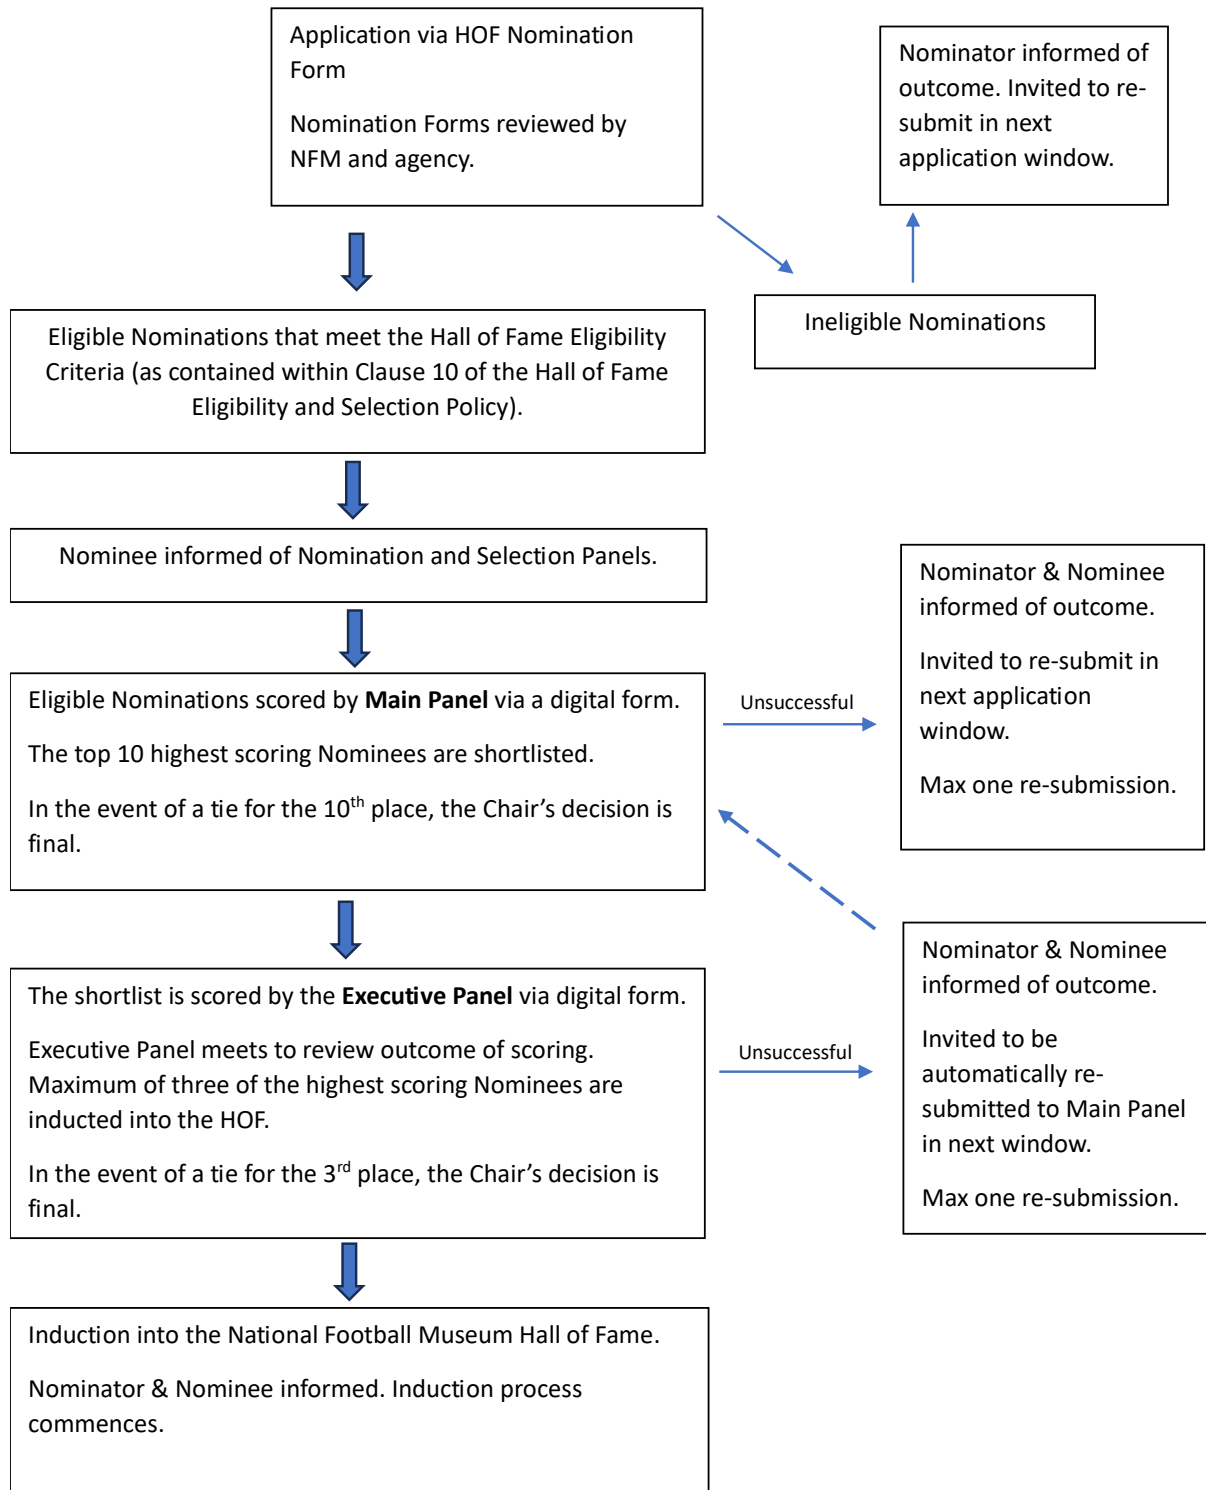 Application via HOF Nomination
Form
Nomination Forms reviewed by
NFM and agency.
Nominator informed of
outcome. Invited to re-
submit in next
application window.
Ineligible Nominations
Eligible Nominations that meet the Hall of Fame Eligibility
Criteria (as contained within Clause 10 of the Hall of Fame
Eligibility and Selection Policy).
Nominee informed of Nomination and Selection Panels.
Eligible Nominations scored by Main Panel via a digital form.
The top 10 highest scoring Nominees are shortlisted.
In the event of a tie for the 10th place, the Chair’s decision is
final.
Unsuccessful
Nominator & Nominee
informed of outcome.
Invited to re-submit in
next application
window.
Max one re-submission.
The shortlist is scored by the Executive Panel via digital form.
Executive Panel meets to review outcome of scoring.
Maximum of three of the highest scoring Nominees are
inducted into the HOF.
In the event of a tie for the 3rd place, the Chair’s decision is
final.
Unsuccessful
Nominator & Nominee
informed of outcome.
Invited to be
automatically re-
submitted to Main Panel
in next window.
Max one re-submission.
Induction into the National Football Museum Hall of Fame.
Nominator & Nominee informed. Induction process
commences.